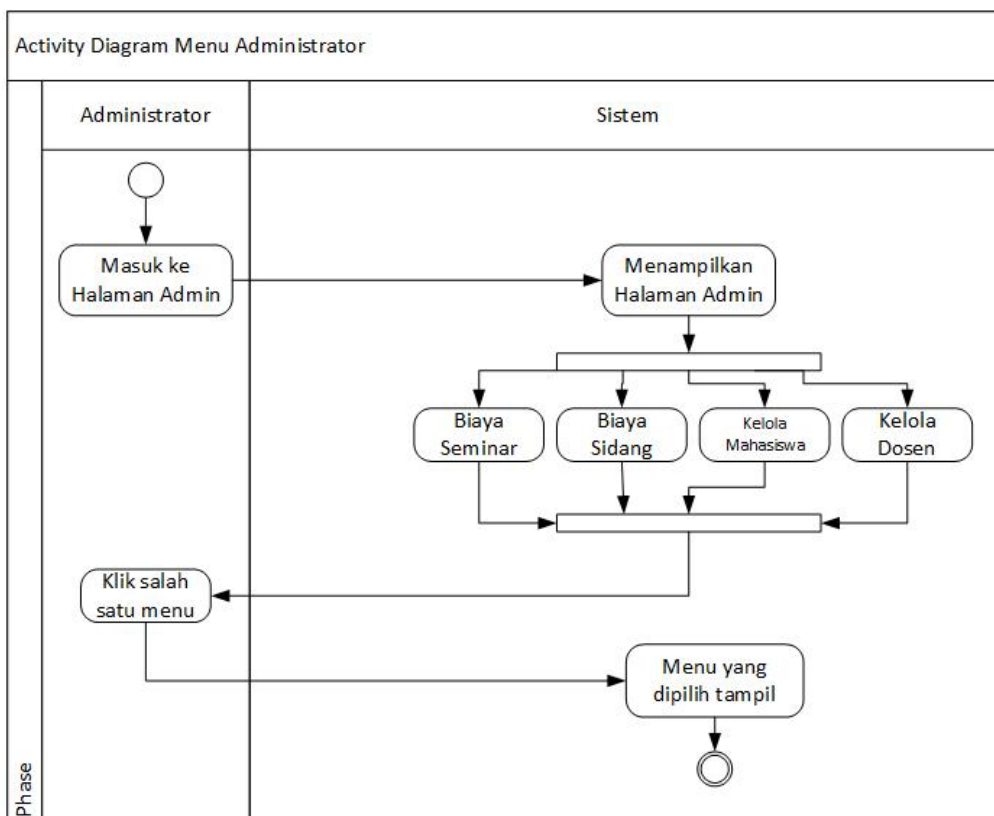 Activity Diagram Menu Administrator
Administrator
Sistem
Masuk ke
Halaman Admin
Menampilkan
Halaman Admin
Biaya
Seminar
Biaya
Sidang
Kelola
Mahasiswa
Kelola
Dosen
Klik salah
satu menu
Menu yang
dipilih tampil
Phase